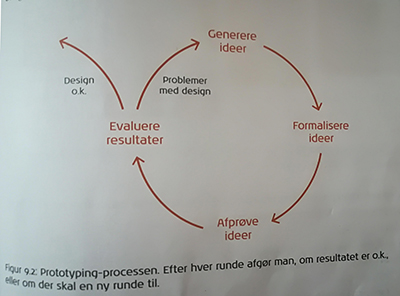 Generere
ideer
Design
o.k.
Problemer
med design
Evaluere
resultater
Formalisere
ideer
Afprøve
ideer
Figur 9.2: Prototyping-processen. Efter hver runde afgør man, om resultatet er o.k.,
eller om der skal en ny runde til.